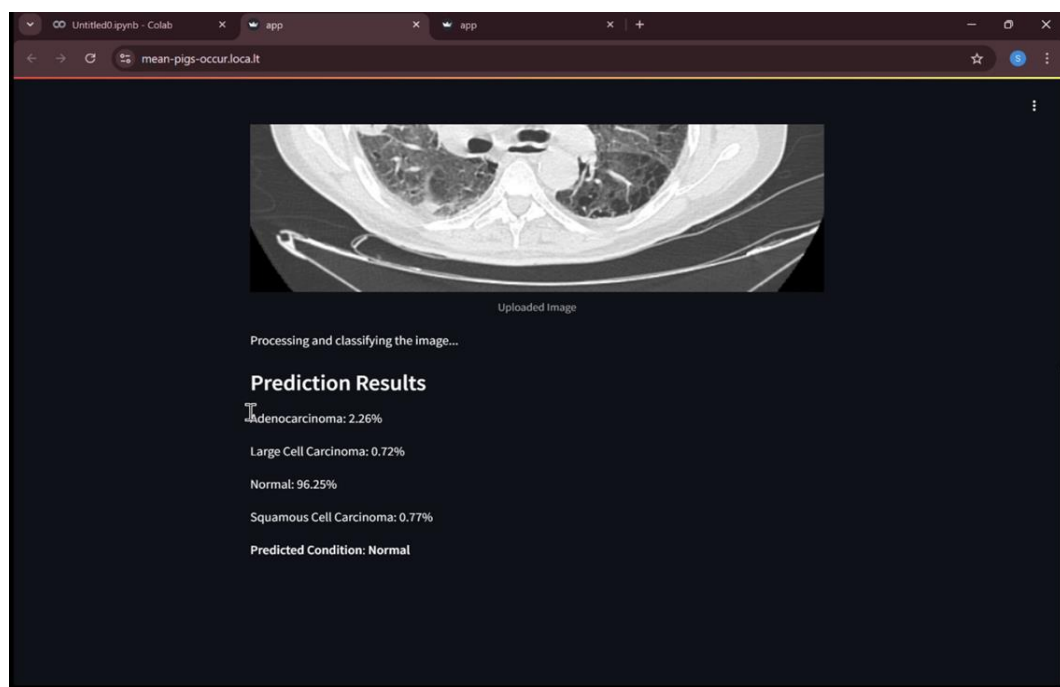 Untitled0.ipynb - Colab
app
app
mean-pigs-occur.loca.lt
S
Uploaded Image
Processing and classifying the image...
Prediction Results
Adenocarcinoma: 2.26%
Large Cell Carcinoma: 0.72%
Normal: 96.25%
Squamous Cell Carcinoma: 0.77%
Predicted Condition: Normal